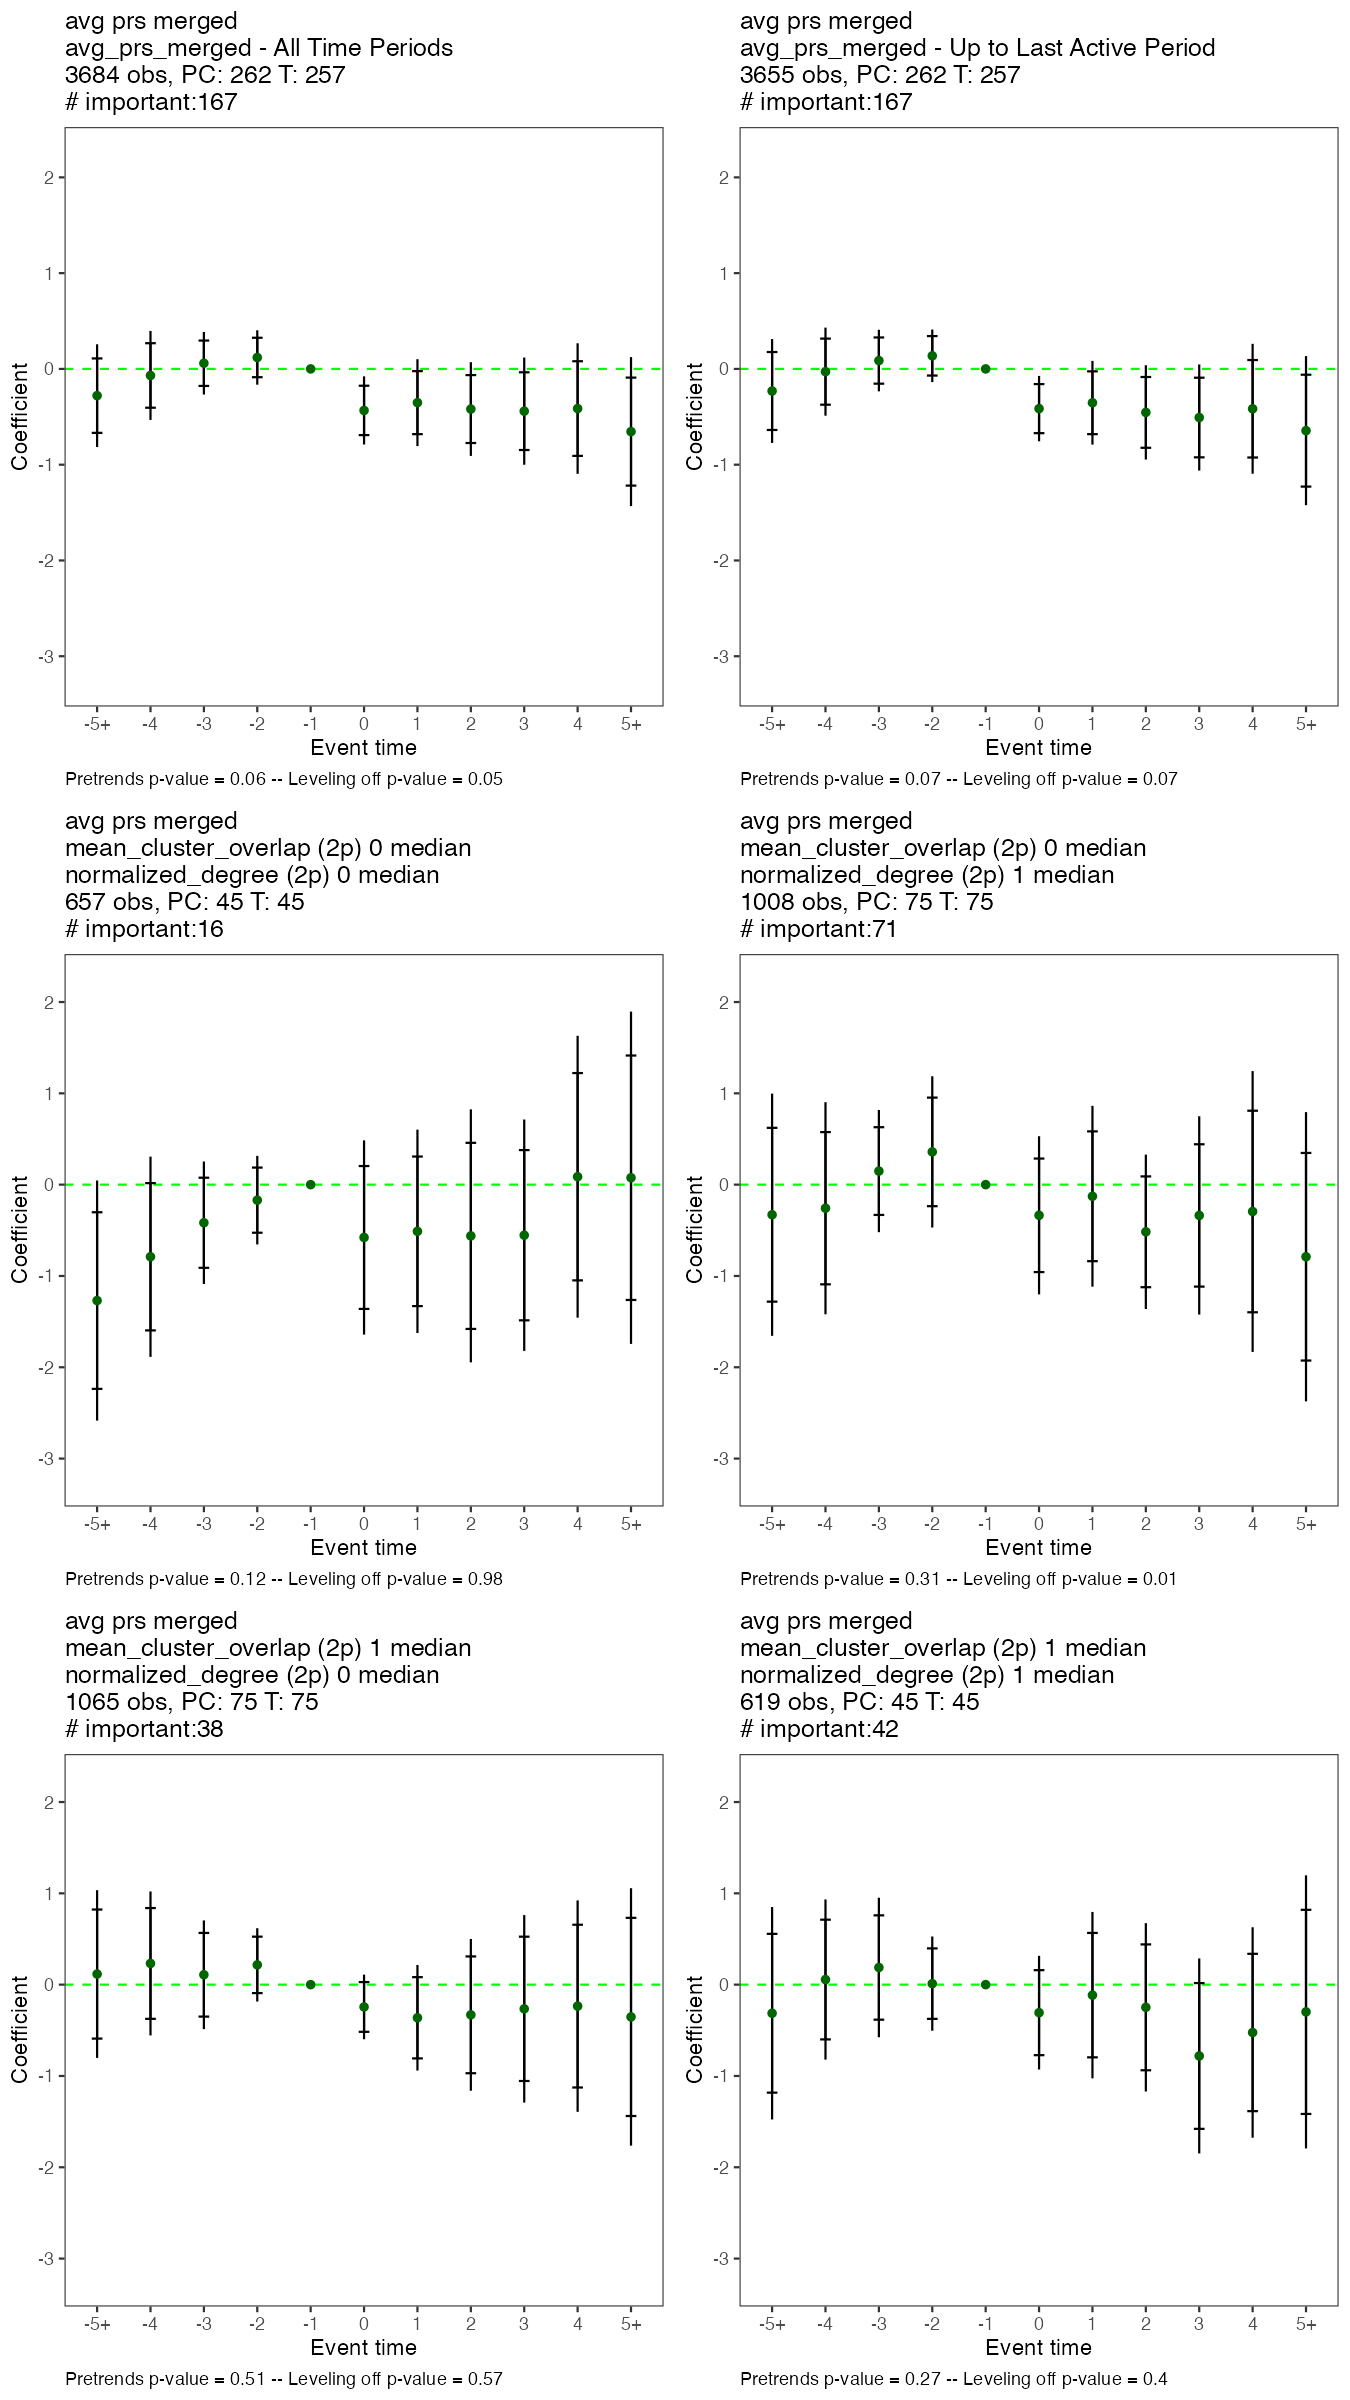 avg prs merged
avg_prs_merged - All Time Periods
3684 obs, PC: 262 T: 257
# important:167
2
1
0
-1
-2
-3
Coefficient
-5+ -4 -3 -2 -1 0 1 2 3 4 5+
Event time
Pretrends p-value = 0.06 -- Leveling off p-value = 0.05
avg prs merged
avg_prs_merged - Up to Last Active Period
3655 obs, PC: 262 T: 257
# important:167
2
1
0
-1
-2
-3
Coefficient
-5+ -4 -3 -2 -1 0 1 2 3 4 5+
Event time
Pretrends p-value = 0.07 -- Leveling off p-value = 0.07
avg prs merged
mean_cluster_overlap (2p) 0 median
normalized_degree (2p) 0 median
657 obs, PC: 45 T: 45
# important:16
2
1
0
-1
-2
-3
Coefficient
-5+ -4 -3 -2 -1 0 1 2 3 4 5+
Event time
Pretrends p-value = 0.12 -- Leveling off p-value = 0.98
avg prs merged
mean_cluster_overlap (2p) 0 median
normalized_degree (2p) 1 median
1008 obs, PC: 75 T: 75
# important:71
2
1
0
-1
-2
-3
Coefficient
-5+ -4 -3 -2 -1 0 1 2 3 4 5+
Event time
Pretrends p-value = 0.31 -- Leveling off p-value = 0.01
avg prs merged
mean_cluster_overlap (2p) 1 median
normalized_degree (2p) 0 median
1065 obs, PC: 75 T: 75
# important:38
2
1
0
-1
-2
-3
Coefficient
-5+ -4 -3 -2 -1 0 1 2 3 4 5+
Event time
Pretrends p-value = 0.51 -- Leveling off p-value = 0.57
avg prs merged
mean_cluster_overlap (2p) 1 median
normalized_degree (2p) 1 median
619 obs, PC: 45 T: 45
# important:42
2
1
0
-1
-2
-3
Coefficient
-5+ -4 -3 -2 -1 0 1 2 3 4 5+
Event time
Pretrends p-value = 0.27 -- Leveling off p-value = 0.4